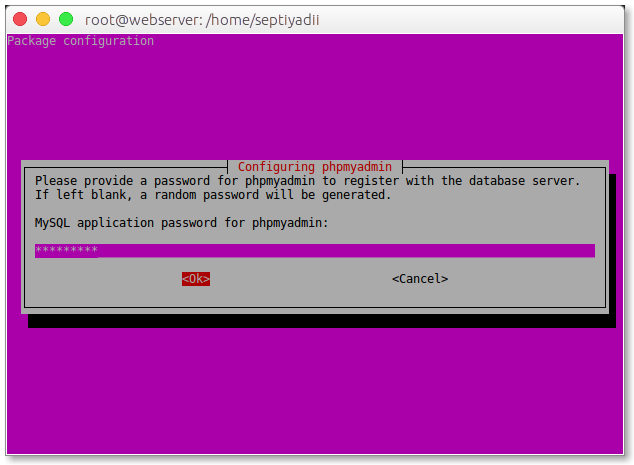 root@webserver: /home/septiyadii
Package configuration
Configuring phpmyadmin
Please provide a password for phpmyadmin to register with the database server.
If left blank, a random password will be generated.
MySQL application password for phpmyadmin:
*********
<Ok> <Cancel>